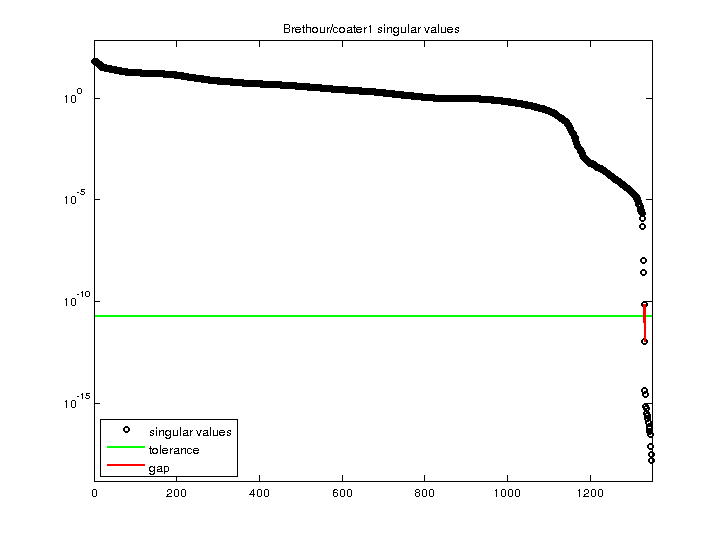 Brethour/coater1 singular values
10^0
10^-5
10^-10
10^-15
singular values
tolerance
gap
0 200 400 600 800 1000 1200